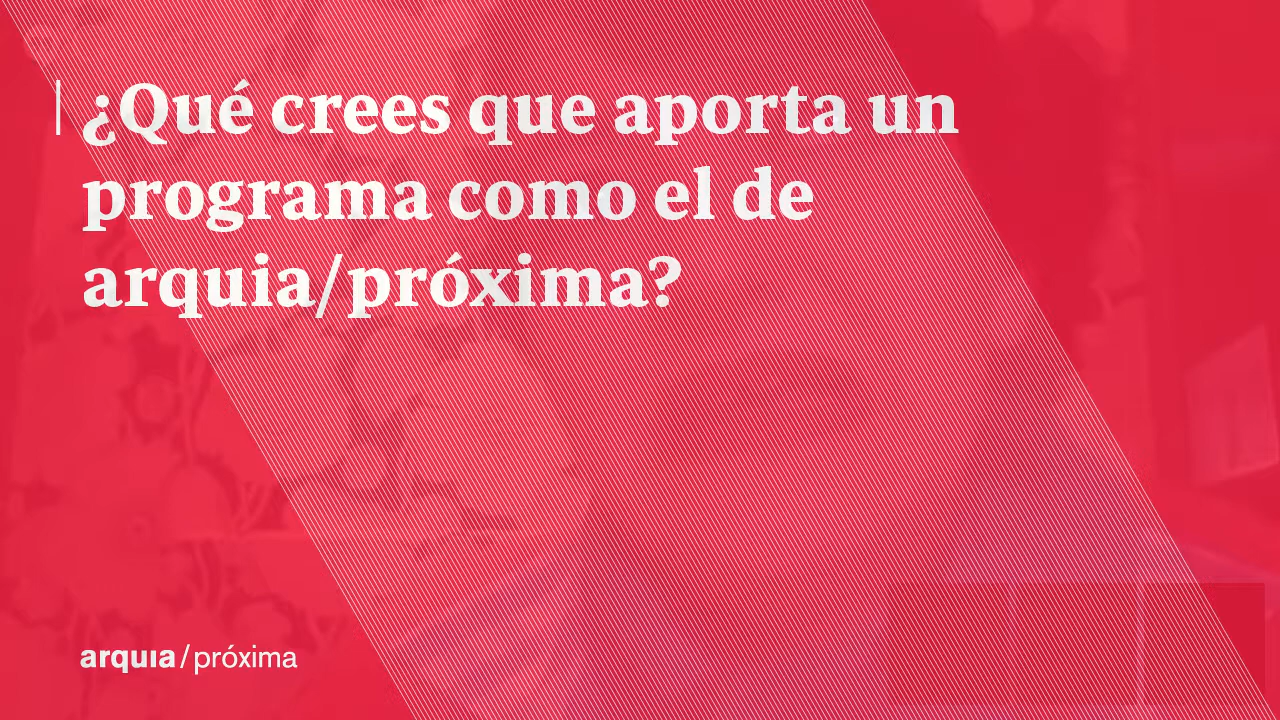 ¿Qué crees que aporta un
programa como el de
arquia/próxima?
arquia/próxima